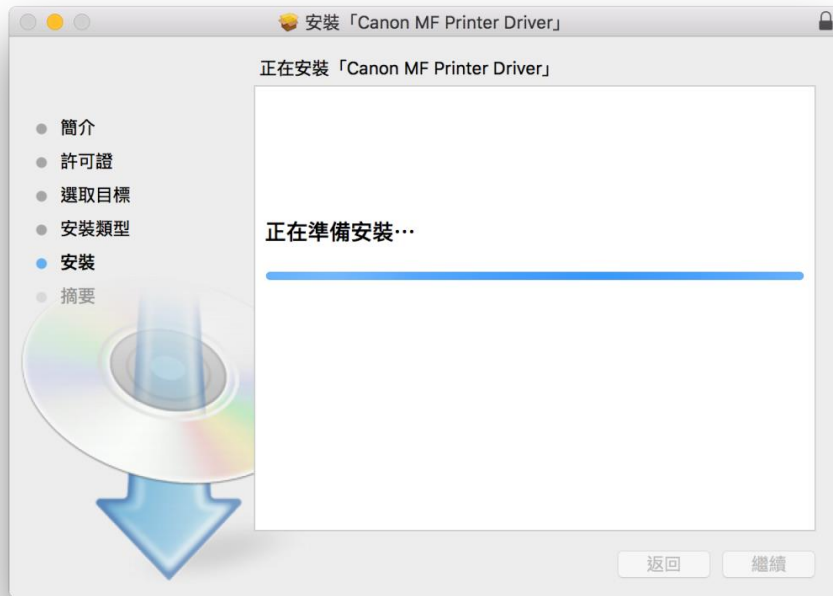 安裝「Canon MF Printer Driver」
正在安裝「Canon MF Printer Driver」
簡介
許可證
選取目標
安裝類型
安裝
摘要
正在準備安裝⋯
返回
繼續